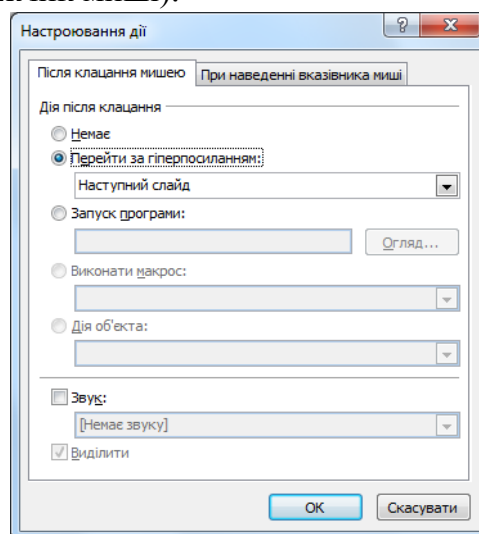 Настроювання дії
Після клацання мишею При наведенні вказівника миші
Дія після клацання
Немає
Перейти за гіперпосиланням:
Наступний слайд
Запуск програми:
Огляд...
Виконати макрос:
Дія об'єкта:
Звук:
[Немає звуку]
Виділити
ОК Скасувати